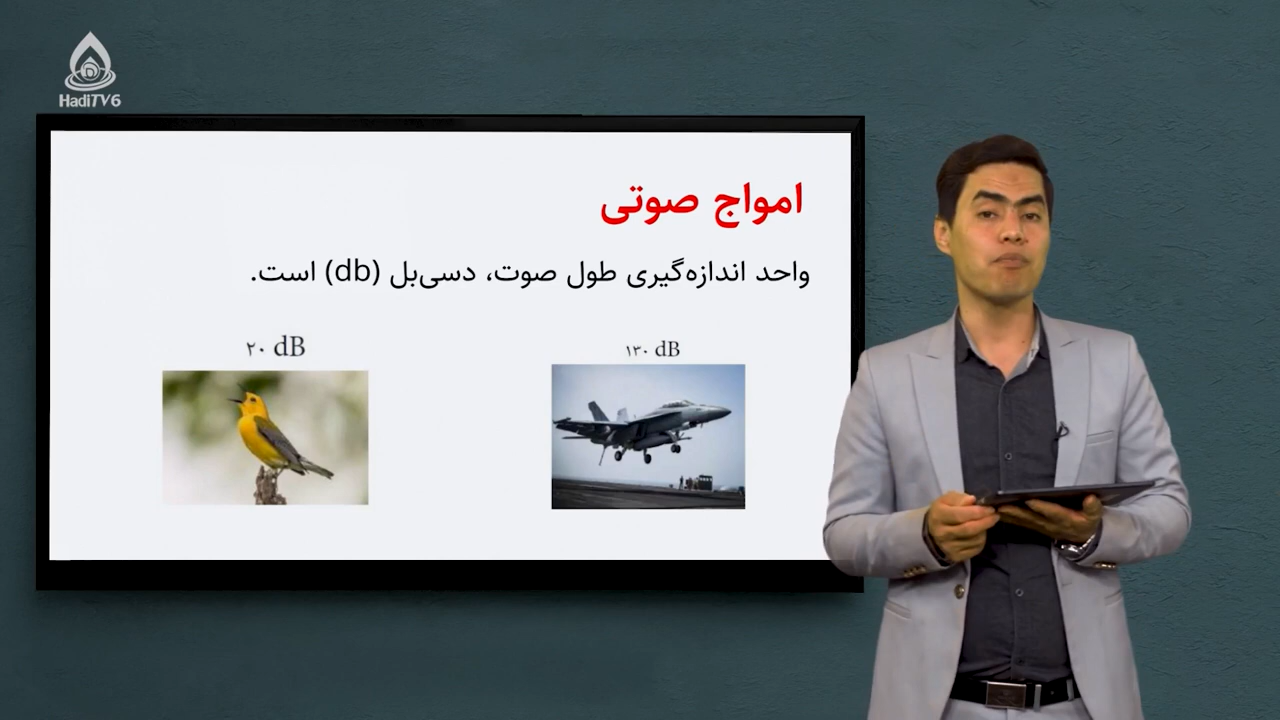 HadiTV6
امواج صوتی
واحد اندازه‌گیری طول صوت، دسی‌بل (db) است.
۱۳۰ dB
۲۰ dB